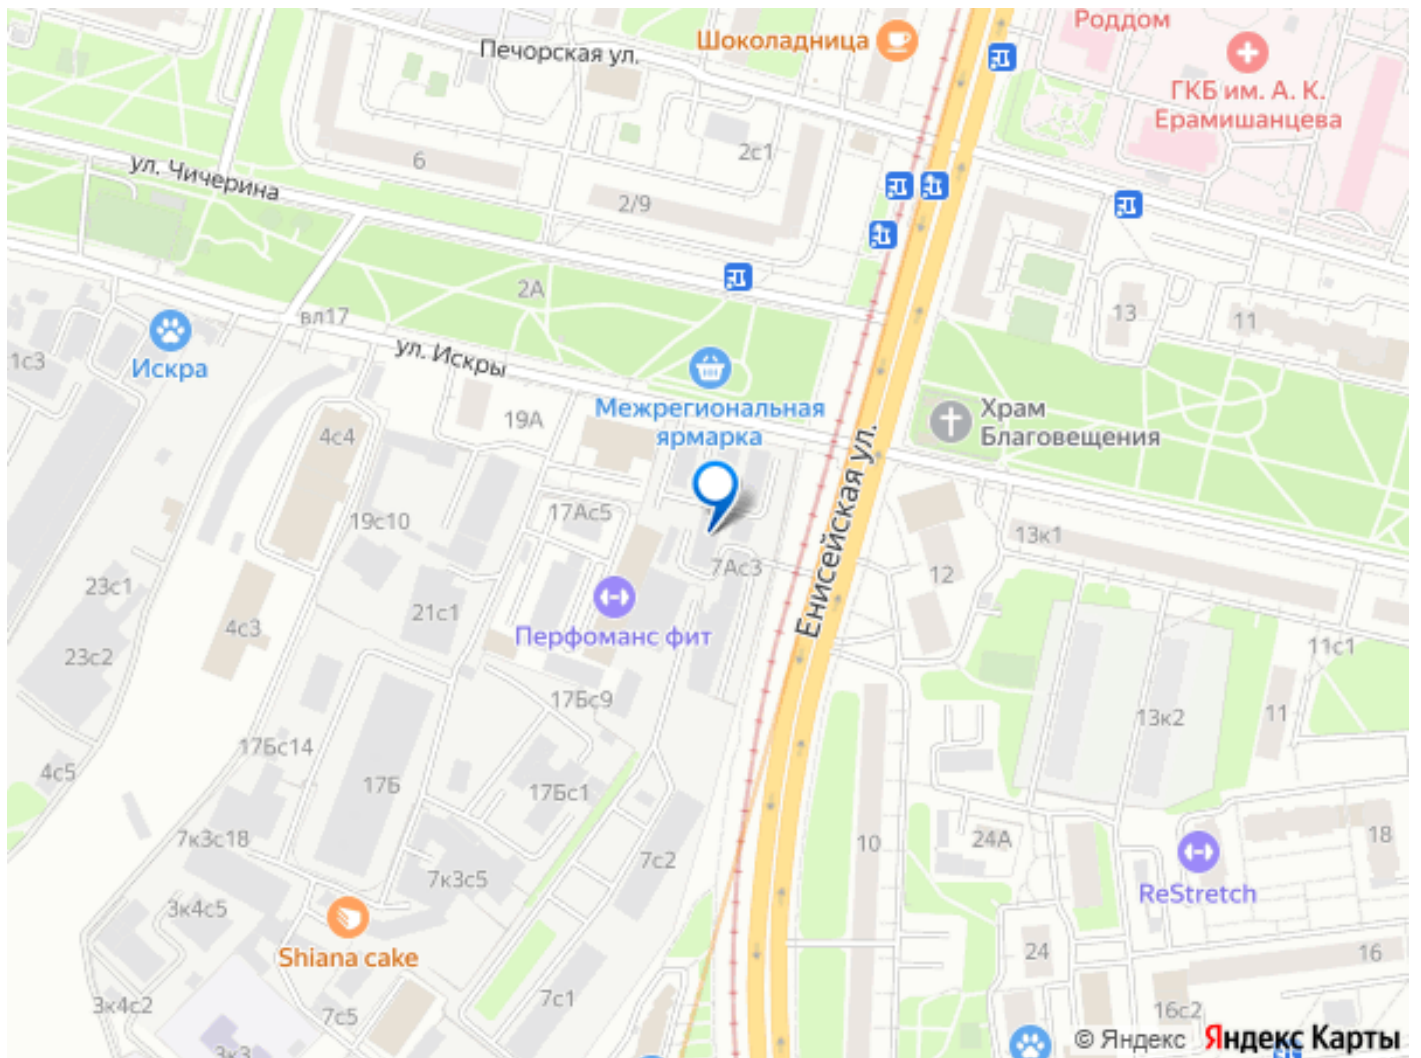 Роддом
Шоколадница
Печорская ул.
ГКБ им. А. К.
Ерамишанцева
2с1
6
ул. Чичерина
2/9
2А
13
11
вл17
Искра
1с3
ул. Искры
Межрегиональная
ярмарка
19А
Храм
Благовещения
4с4
17Ас5
19с10
13к1
7Ас3
Енисейская ул.
12
23с1
21с1
4с3
Перфоманс фит
23с2
11с1
17Бс9
13к2
11
17Бс14
4с5
17Б
17Бс1
7к3с18
10
24А
18
7с2
7к3с5
ReStretch
3к4с5
Shiana cake
24
16
3к4с2
7с1
7с5
16с2
3к3
© Яндекс Яндекс Карты